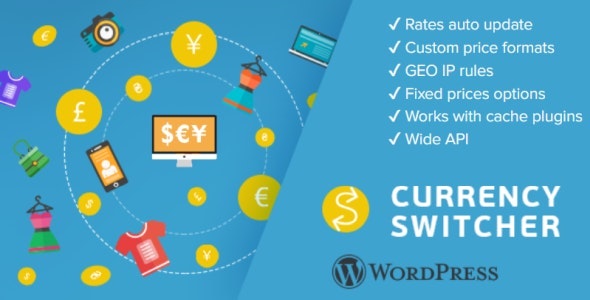 ✓ Rates auto update
✓ Custom price formats
✓ GEO IP rules
✓ Fixed prices options
✓ Works with cache plugins
✓ Wide API
$€¥
¥
£
€
€
¥
CURRENCY
SWITCHER
WORDPRESS